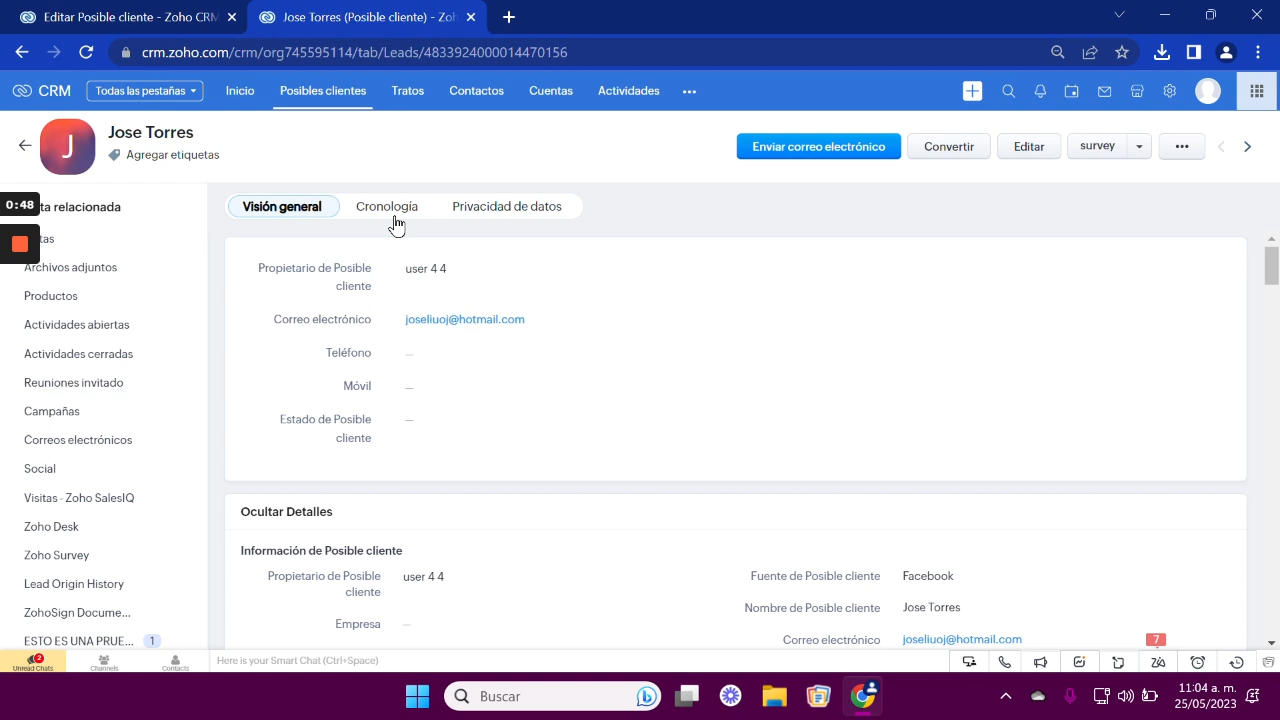 Editar Posible cliente - Zoho CRM
Jose Torres (Posible cliente) - Zoh
crm.zoho.com/crm/org745595114/tab/Leads/4833924000014470156
CRM
Todas las pestañas
Inicio
Posibles clientes
Tratos
Contactos
Cuentas
Actividades
Jose Torres
J
Agregar etiquetas
Enviar correo electrónico
Convertir
Editar
survey
0:48
ta relacionada
tas
Archivos adjuntos
Productos
Actividades abiertas
Actividades cerradas
Reuniones invitado
Campañas
Correos electrónicos
Social
Visitas - Zoho SalesIQ
Zoho Desk
Zoho Survey
Lead Origin History
ZohoSign Docume...
ESTO ES UNA PRUE... 1
Visión general
Cronología
Privacidad de datos
Propietario de Posible
cliente
user 4 4
Correo electrónico
joseliuoj@hotmail.com
Teléfono
—
Móvil
—
Estado de Posible
cliente
—
Ocultar Detalles
Información de Posible cliente
Propietario de Posible
cliente
user 4 4
Fuente de Posible cliente
Facebook
Nombre de Posible cliente
Jose Torres
Empresa
—
Correo electrónico
joseliuoj@hotmail.com
7
2
Unread Chats
Channels
Contacts
Here is your Smart Chat (Ctrl+Space)
Buscar
11:04 a. m.
25/05/2023